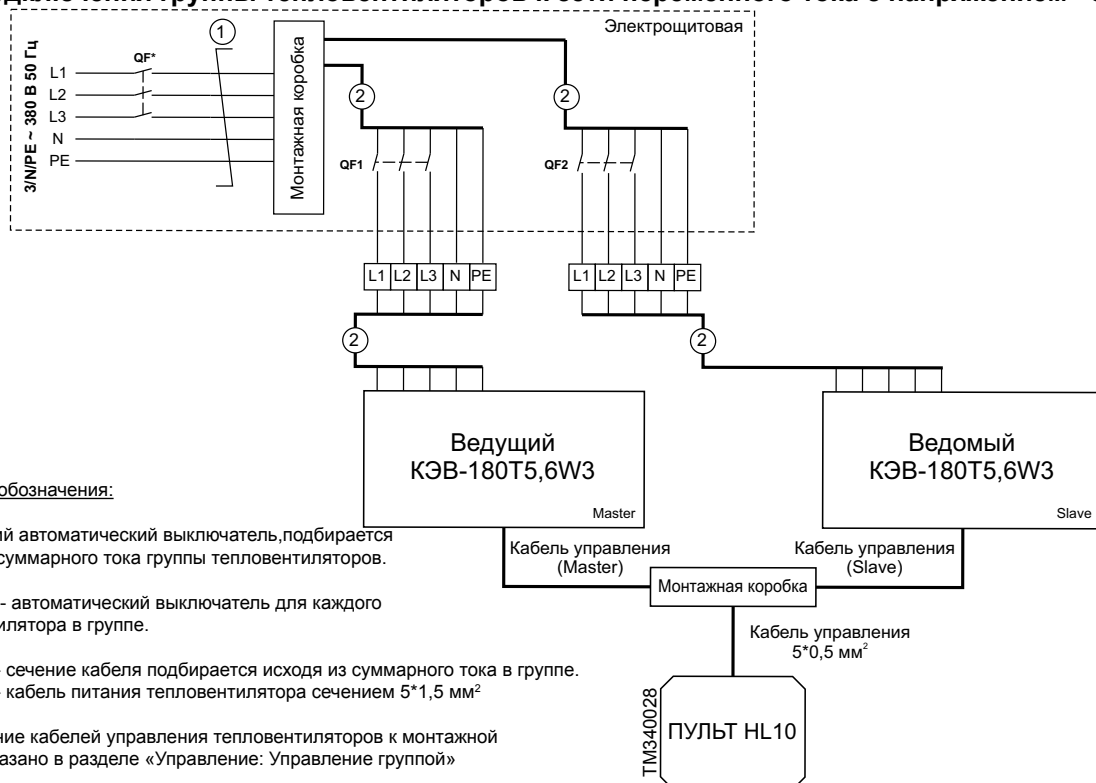 Электрощитовая
1
3/N/PE ~ 380 В 50 Гц
QF*
L1
L2
L3
N
PE
Монтажная коробка
2
2
QF1
QF2
L1 L2 L3 N PE
L1 L2 L3 N PE
2
2
Ведущий
КЭВ-180Т5,6W3
Master
Ведомый
КЭВ-180Т5,6W3
Slave
обозначения:
автоматический выключатель,подбирается
суммарного тока группы тепловентиляторов.
- автоматический выключатель для каждого
в группе.
- сечение кабеля подбирается исходя из суммарного тока в группе.
- кабель питания тепловентилятора сечением 5*1,5 мм²
кабелей управления тепловентиляторов к монтажной
в разделе «Управление: Управление группой»
Кабель управления
(Master)
Кабель управления
(Slave)
Монтажная коробка
Кабель управления
5*0,5 мм²
TM340028
ПУЛЬТ HL10